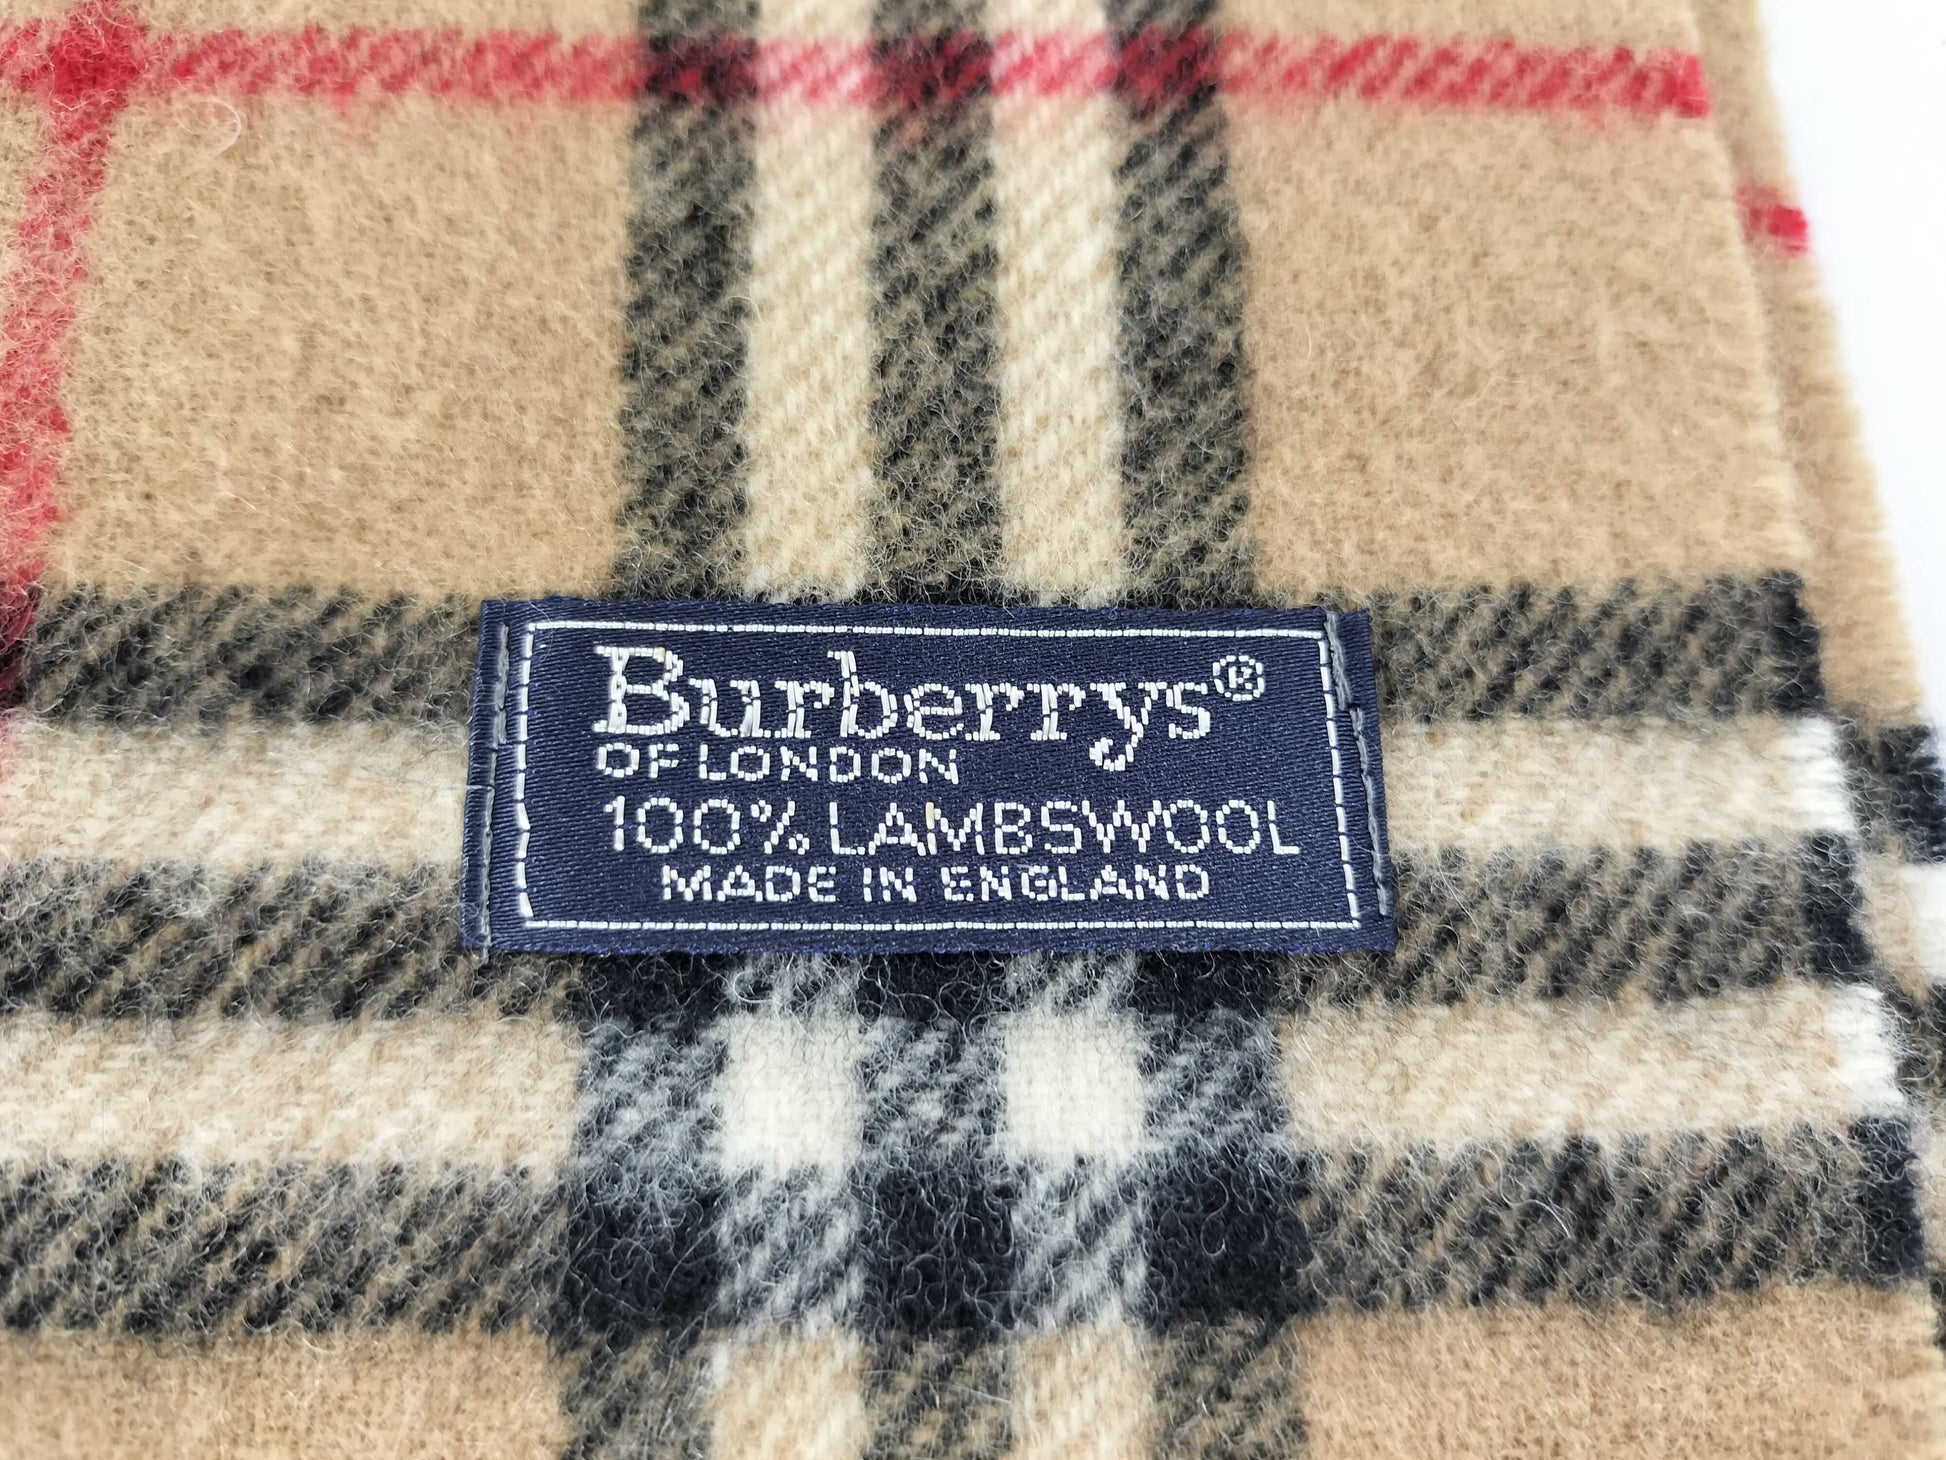 Burberrys®
OF LONDON
100% LAMBSWOOL
MADE IN ENGLAND